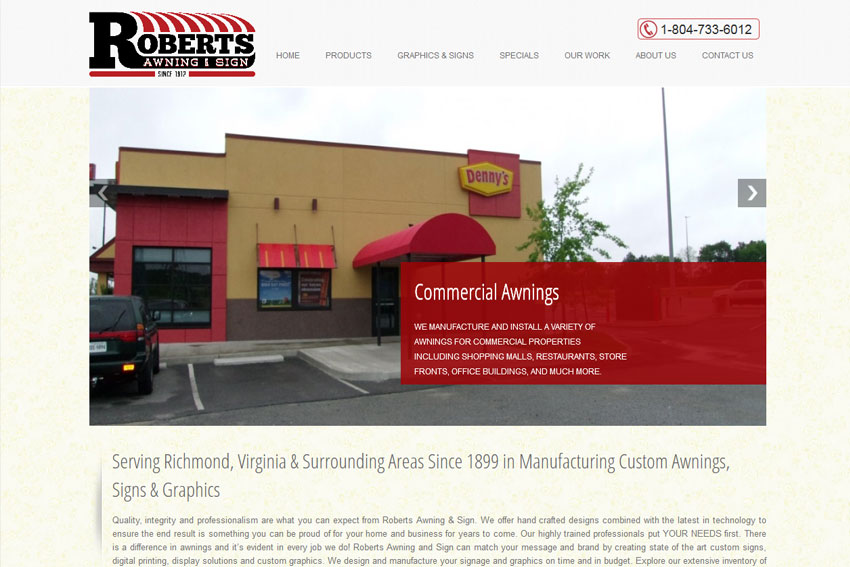 ROBERTS
AWNING & SIGN
SINCE 1912
1-804-733-6012
HOME
PRODUCTS
GRAPHICS & SIGNS
SPECIALS
OUR WORK
ABOUT US
CONTACT US
Denny's
Commercial Awnings
WE MANUFACTURE AND INSTALL A VARIETY OF
AWNINGS FOR COMMERCIAL PROPERTIES
INCLUDING SHOPPING MALLS, RESTAURANTS, STORE
FRONTS, OFFICE BUILDINGS, AND MUCH MORE.
Serving Richmond, Virginia & Surrounding Areas Since 1899 in Manufacturing Custom Awnings,
Signs & Graphics
Quality, integrity and professionalism are what you can expect from Roberts Awning & Sign. We offer hand crafted designs combined with the latest in technology to
ensure the end result is something you can be proud of for your home and business for years to come. Our highly trained professionals put YOUR NEEDS first. There
is a difference in awnings and it's evident in every job we do! Roberts Awning and Sign can match your message and brand by creating state of the art custom signs,
digital printing, display solutions and custom graphics. We design and manufacture your signage and graphics on time and in budget. Explore our extensive inventory of